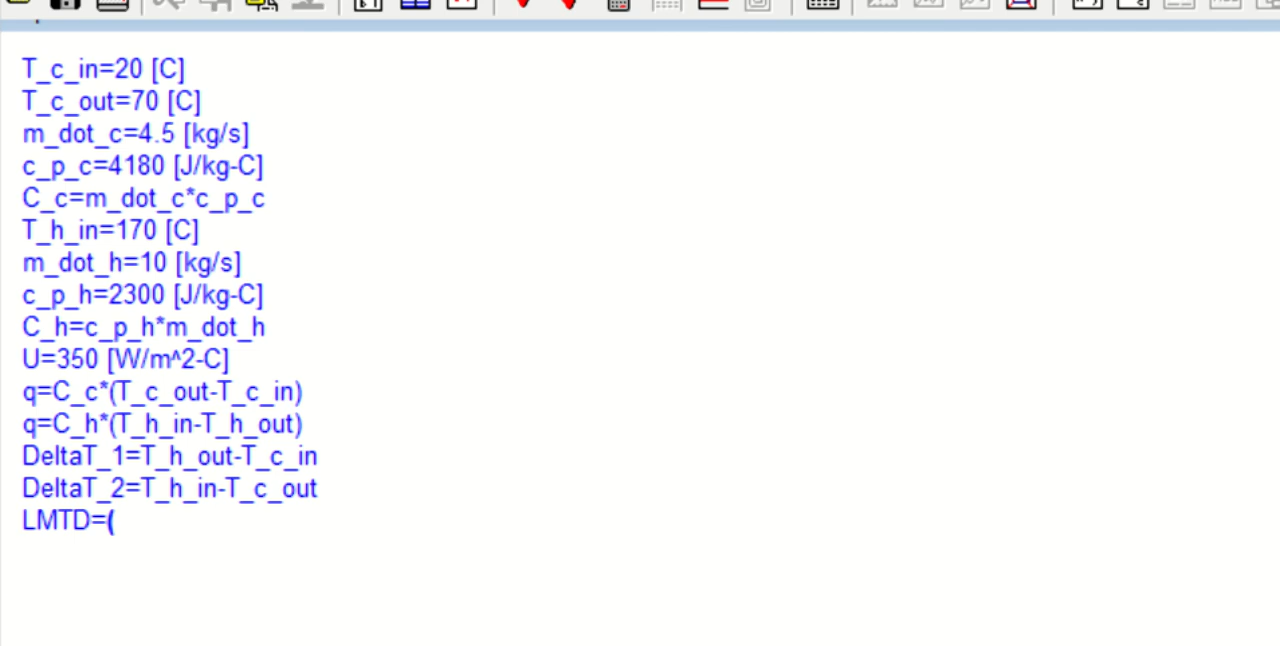 T_c_in=20 [C]
T_c_out=70 [C]
m_dot_c=4.5 [kg/s]
c_p_c=4180 [J/kg-C]
C_c=m_dot_c*c_p_c
T_h_in=170 [C]
m_dot_h=10 [kg/s]
c_p_h=2300 [J/kg-C]
C_h=c_p_h*m_dot_h
U=350 [W/m^2-C]
q=C_c*(T_c_out-T_c_in)
q=C_h*(T_h_in-T_h_out)
DeltaT_1=T_h_out-T_c_in
DeltaT_2=T_h_in-T_c_out
LMTD=(